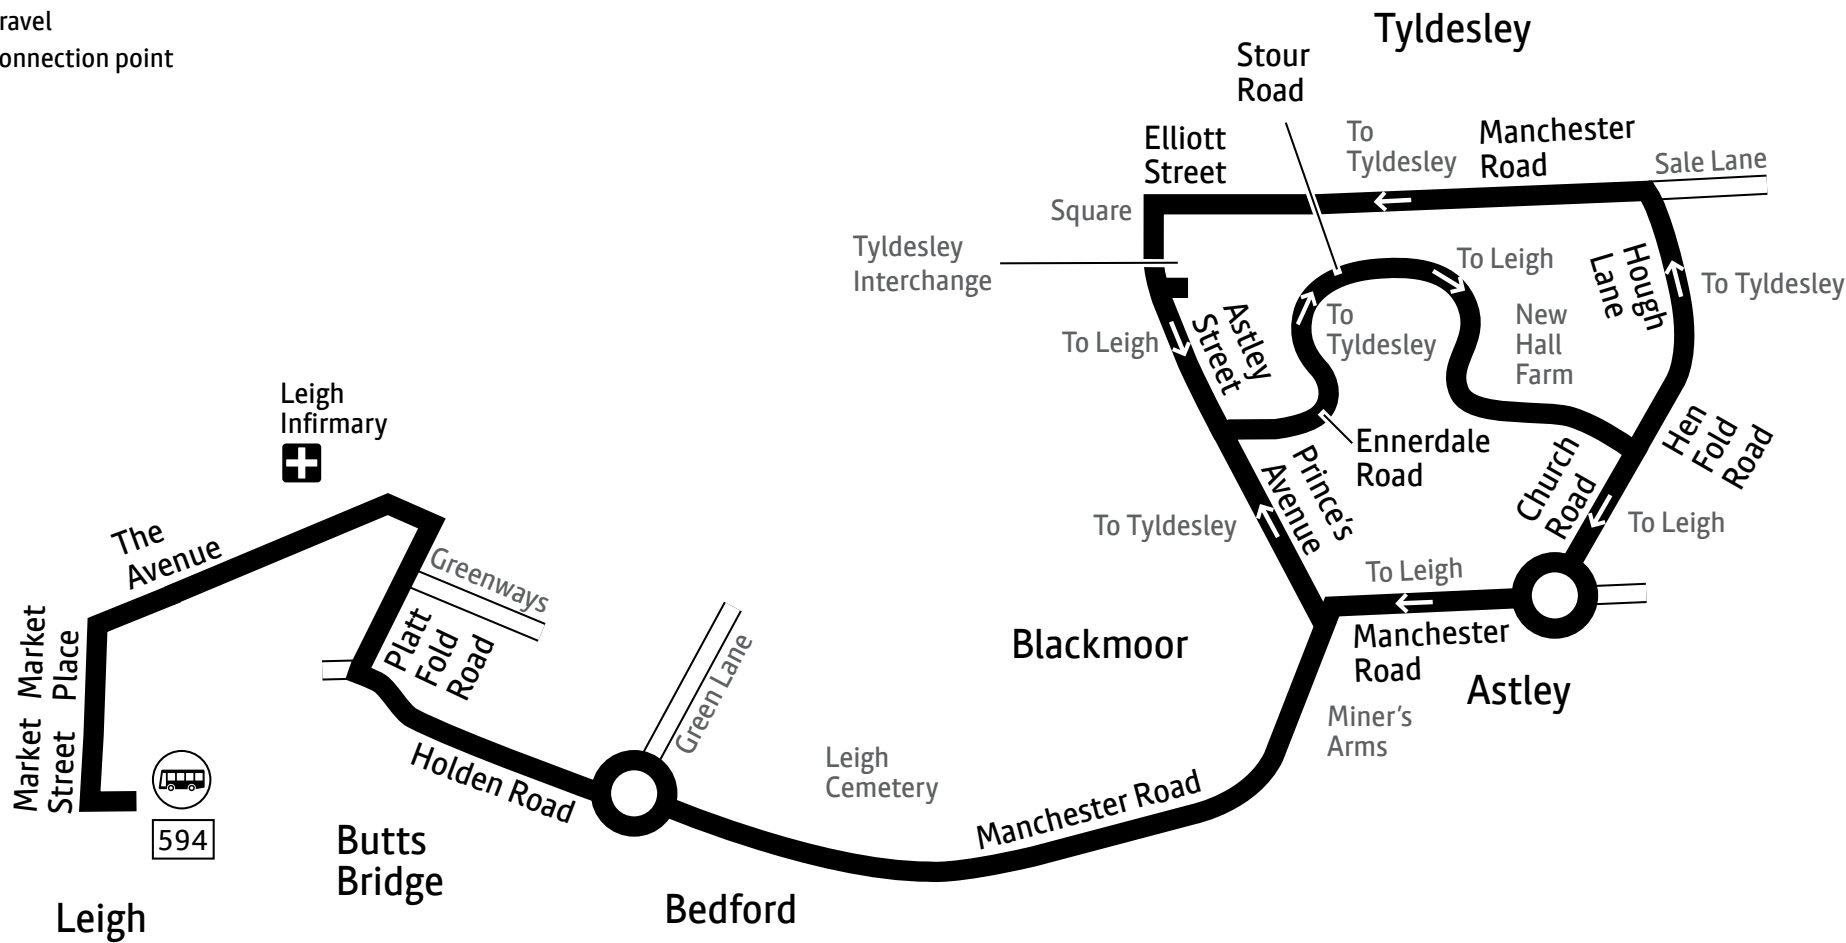 ravel
onnection point
Tyldesley
Stour
Road
Elliott
Street
To
Tyldesley
Manchester
Road
Sale Lane
Square
Tyldesley
Interchange
To Leigh
Hough
Lane
To Tyldesley
Astley
Street
To Leigh
To
Tyldesley
New
Hall
Farm
Leigh
Infirmary
Ennerdale
Road
Hen
Fold
Road
Prince's
Avenue
Church
Road
To Tyldesley
To Leigh
The
Avenue
Greenways
To Leigh
Market Place
Market Street
Platt
Fold
Road
Green Lane
Blackmoor
Manchester
Road
Astley
Miner's
Arms
Holden Road
Leigh
Cemetery
Manchester Road
594
Butts
Bridge
Leigh
Bedford